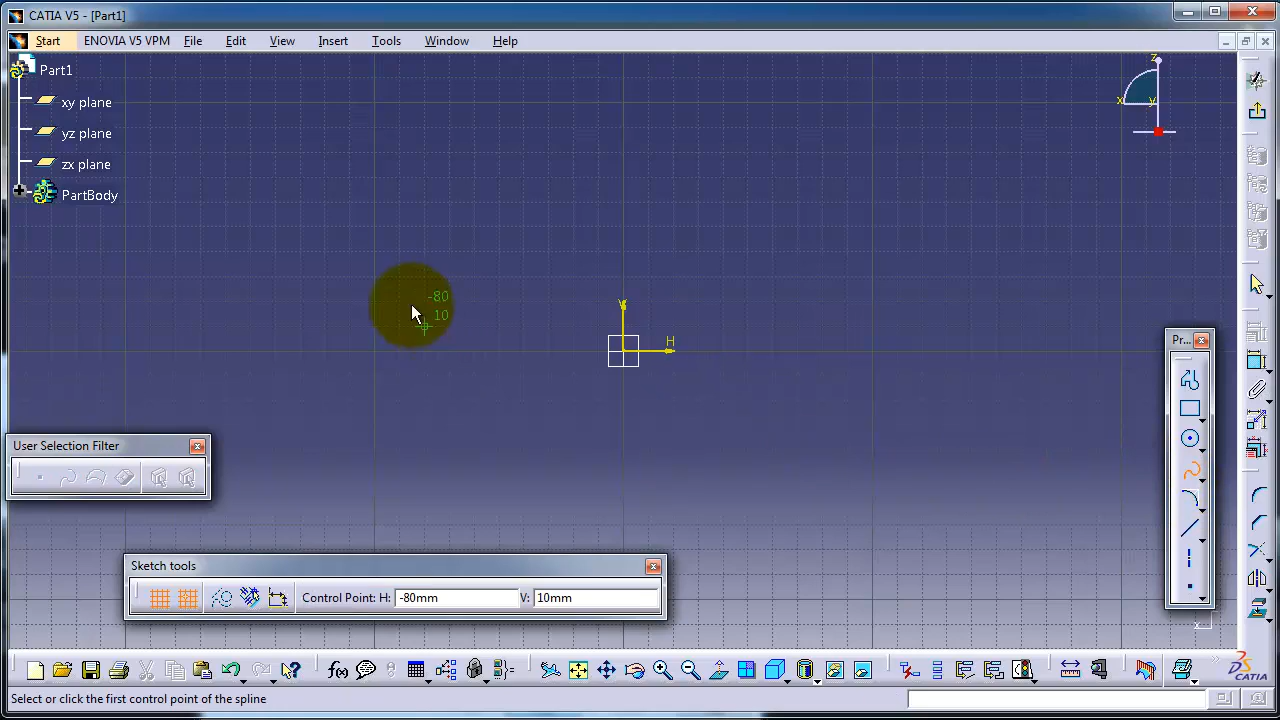 CATIA V5 - [Part1]
Start ENOVIA V5 VPM File Edit View Insert Tools Window Help
Part1
xy plane
yz plane
zx plane
PartBody
z
x y
-80
10
V
H
Pr...
User Selection Filter
Sketch tools
Control Point: H: -80mm V: 10mm
x
f(x)
CATIA
Select or click the first control point of the spline